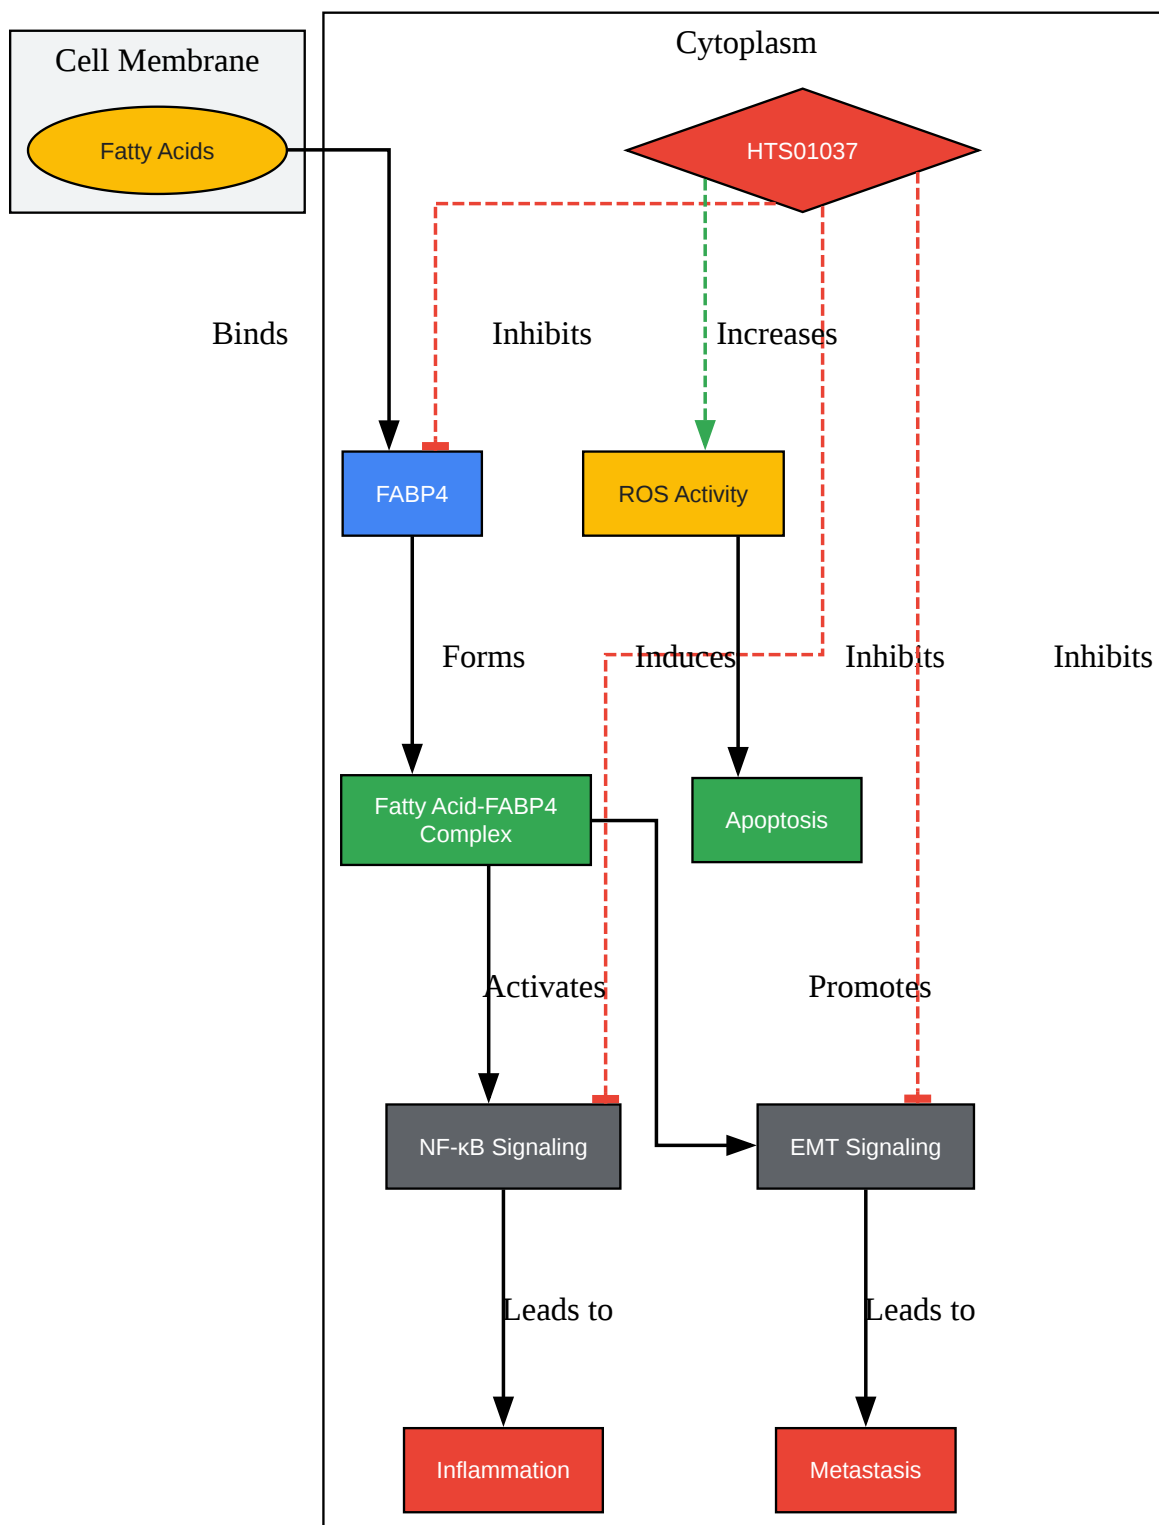 Cytoplasm
Cell Membrane
Fatty Acids
HTS01037
Binds
Inhibits
Increases
FABP4
ROS Activity
Forms
Induces
Inhibits
Inhibits
Fatty Acid-FABP4
Complex
Apoptosis
Activates
Promotes
NF-κB Signaling
EMT Signaling
Leads to
Leads to
Inflammation
Metastasis